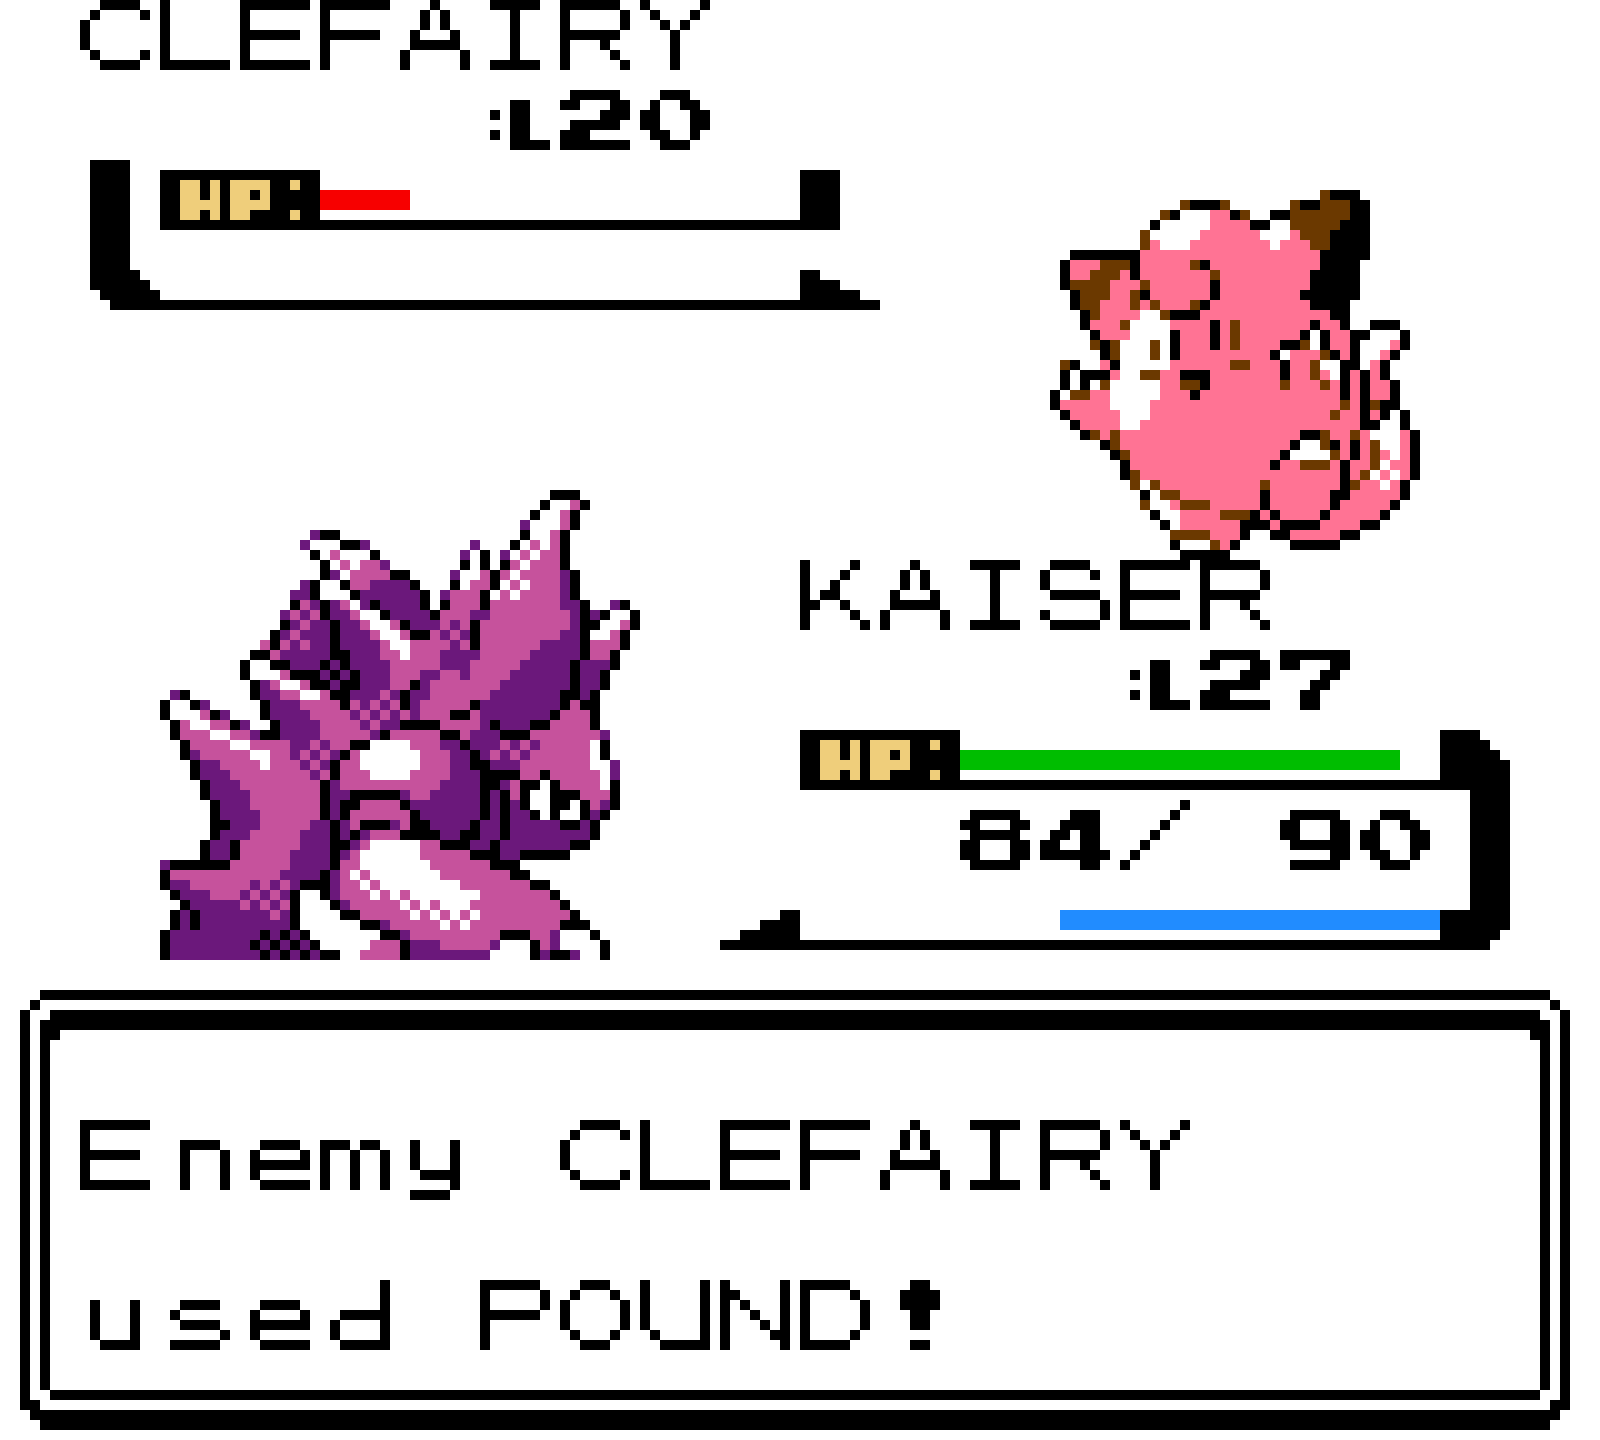 CLEFAIRY
:L20
HP:
KAISER
:L27
HP:
84/ 90
Enemy CLEFAIRY
used POUND!